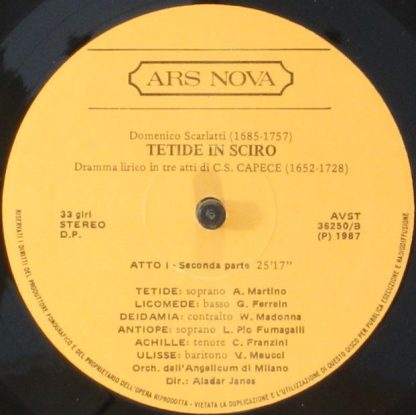 ARS NOVA
Domenico Scarlatti (1685-1757)
TETIDE IN SCIRO
Dramma lirico in tre atti di C.S. CAPECE (1652-1728)
33 giri
STEREO
D.P.
AVST
36250/B
(P) 1987
ATTO I - Seconda parte 25'17"
TETIDE: soprano A. Martino
LICOMEDE: basso G. Ferrein
DEIDAMIA: contralto W. Madonna
ANTIOPE: soprano L. Pio Fumagalli
ACHILLE: tenore C. Franzini
ULISSE: baritono V. Meucci
Orch. dell'Angelicum di Milano
Dir.: Aladar Janes
RISERVATI I DIRITTI DEL PRODUTTORE FONOGRAFICO E DEL PROPRIETARIO DELL'OPERA RIPRODOTTA - VIETATA LA DUPLICAZIONE E L'UTILIZZAZIONE DI QUESTO DISCO PER PUBBLICA ESECUZIONE E RADIODIFFUSIONE